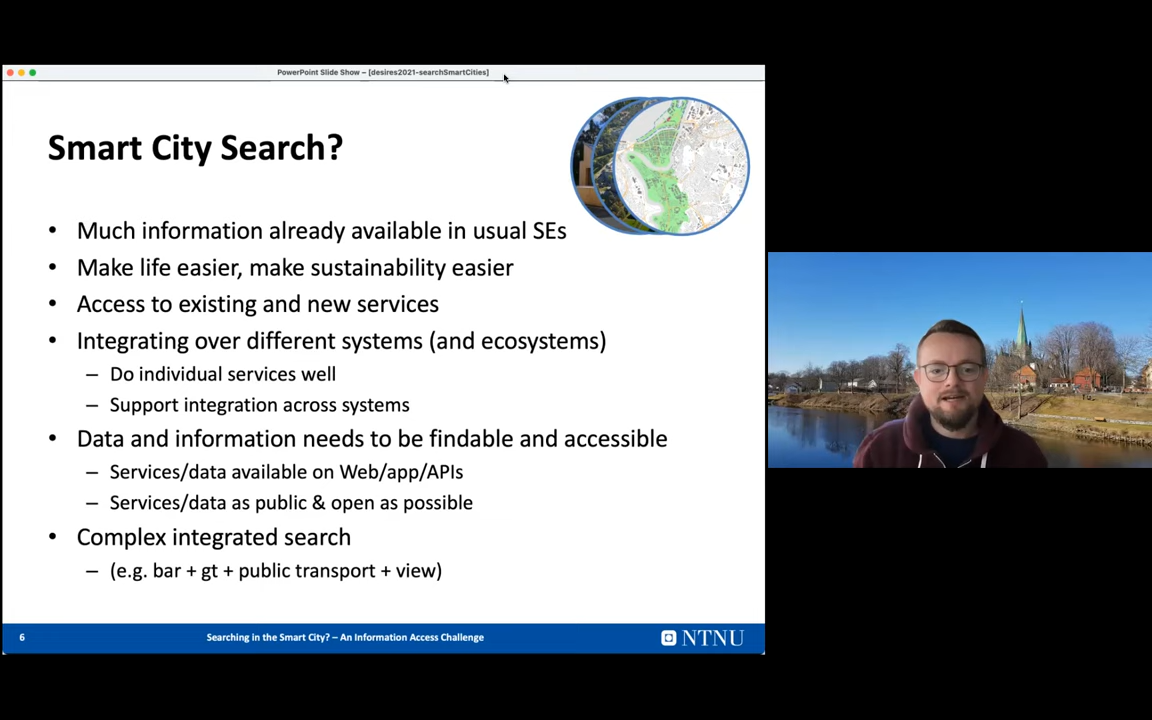 PowerPoint Slide Show – [desires2021-searchSmartCities]
Smart City Search?
• Much information already available in usual SEs
• Make life easier, make sustainability easier
• Access to existing and new services
• Integrating over different systems (and ecosystems)
– Do individual services well
– Support integration across systems
• Data and information needs to be findable and accessible
– Services/data available on Web/app/APIs
– Services/data as public & open as possible
• Complex integrated search
– (e.g. bar + gt + public transport + view)
6
Searching in the Smart City? – An Information Access Challenge
NTNU